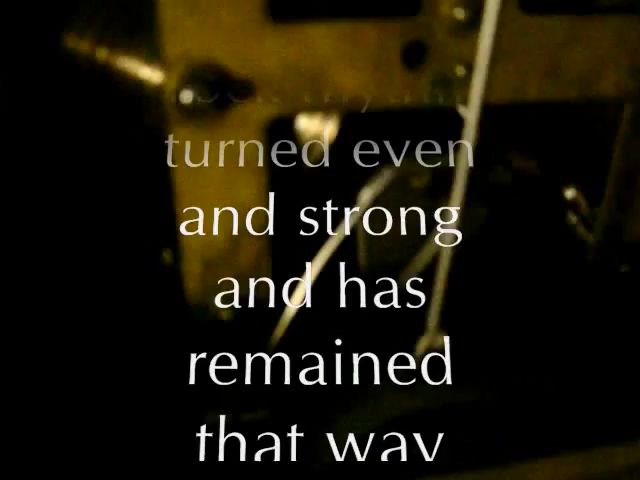 turned even
and strong
and has
remained
that way